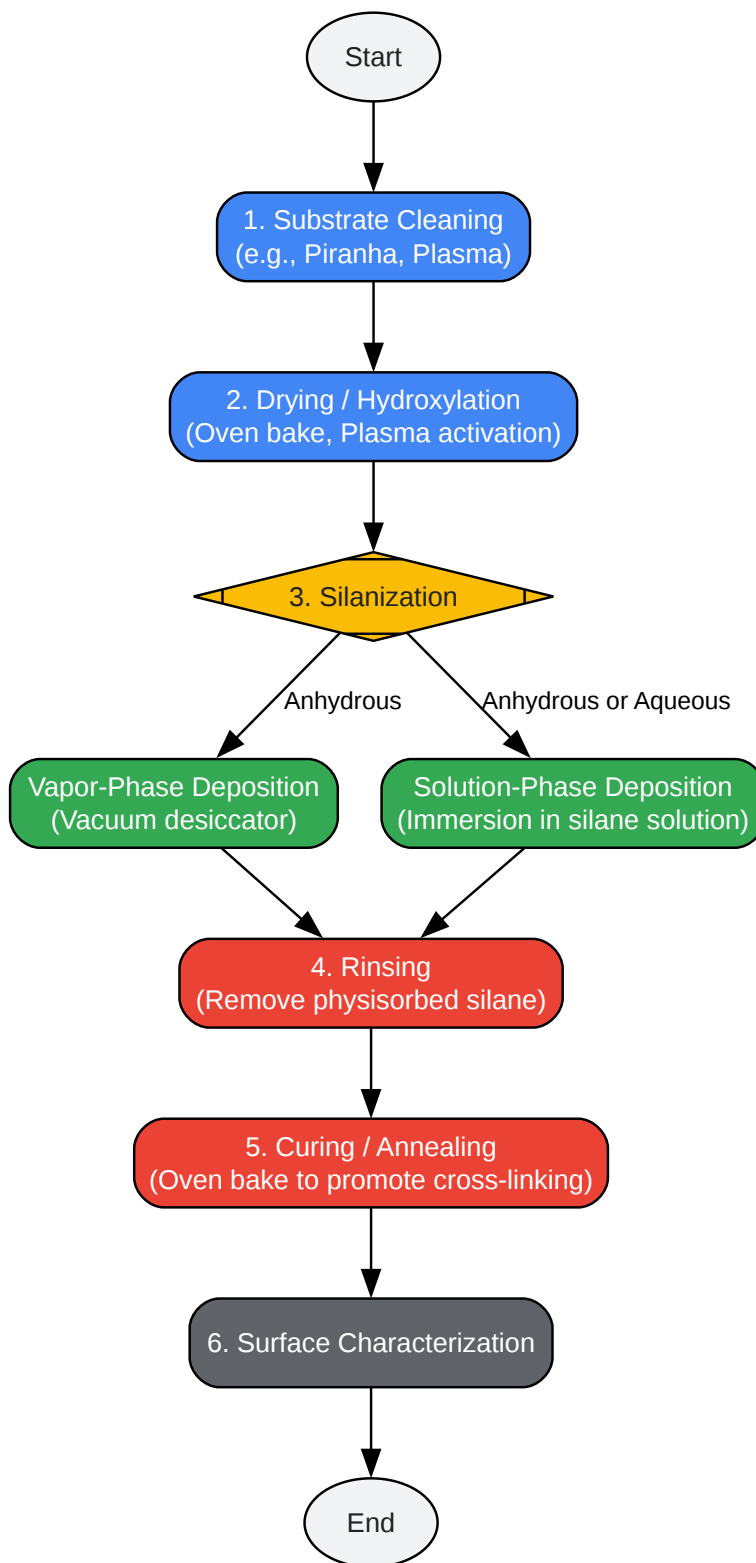 Start
1. Substrate Cleaning
(e.g., Piranha, Plasma)
2. Drying / Hydroxylation
(Oven bake, Plasma activation)
3. Silanization
Anhydrous
Anhydrous or Aqueous
Vapor-Phase Deposition
(Vacuum desiccator)
Solution-Phase Deposition
(Immersion in silane solution)
4. Rinsing
(Remove physisorbed silane)
5. Curing / Annealing
(Oven bake to promote cross-linking)
6. Surface Characterization
End